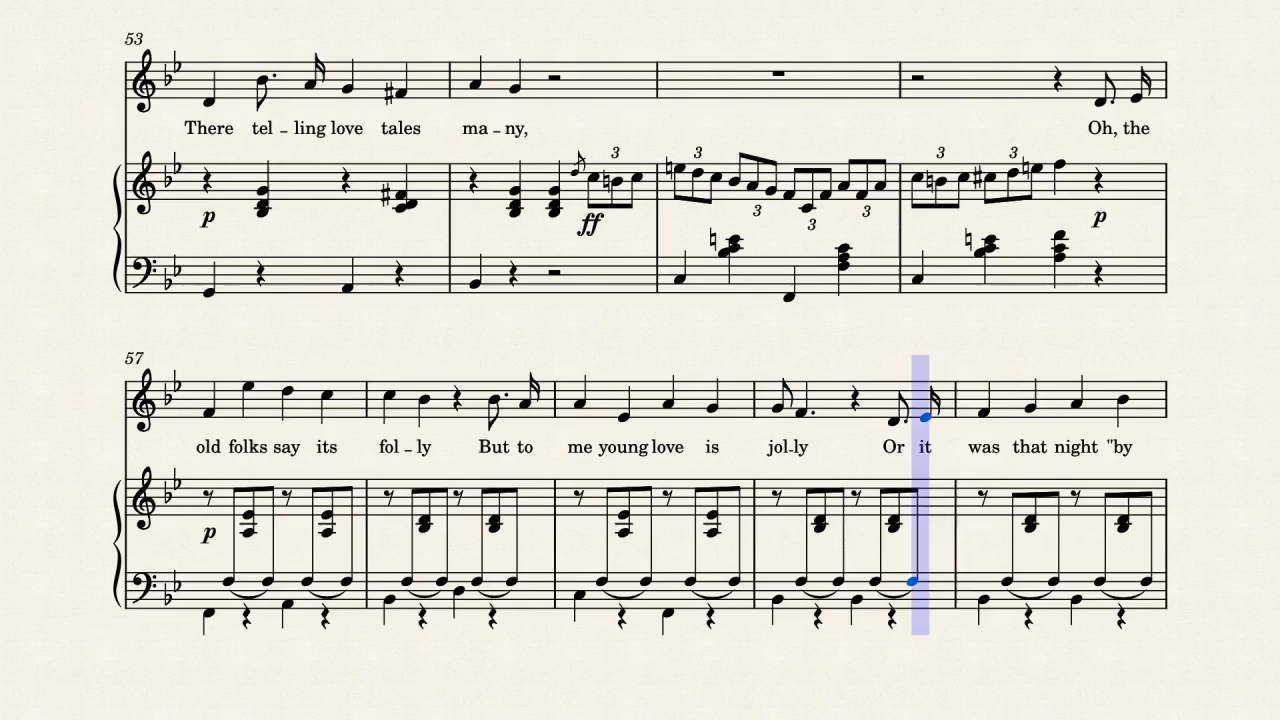 53
There tel - ling love tales ma - ny, Oh, the
3 3 3 3 3 3 3
p ff p
57
old folks say its fol - ly But to me young love is jol-ly Or it was that night "by
p